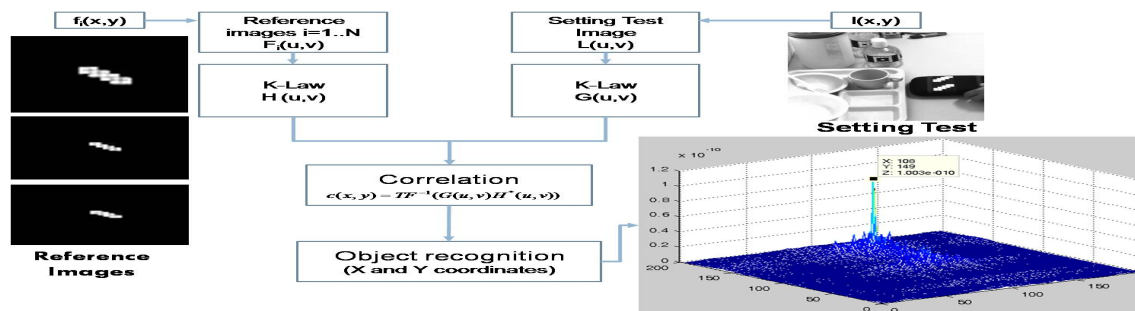 fᵢ(x,y)
Reference
images i=1..N
Fᵢ(u,v)
Setting Test
Image
L(u,v)
I(x,y)
K-Law
H (u,v)
K-Law
G(u,v)
Setting Test
Correlation
c(x, y) = TF⁻¹(G(u,v)H*(u,v))
Object recognition
(X and Y coordinates)
Reference
Images
x 10⁻¹⁰
X: 108
Y: 149
Z: 1.003e-010
1.2
1
0.8
0.6
0.4
0.2
0
200
150
100
50
0
0
50
100
150